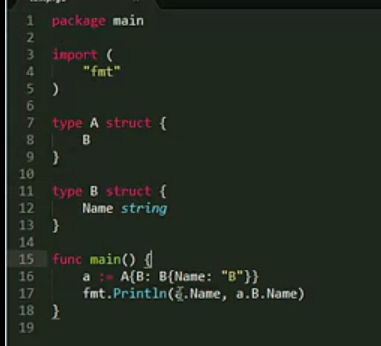 1 package main
2
3 import (
4     "fmt"
5 )
6
7 type A struct {
8     B
9 }
10
11 type B struct {
12     Name string
13 }
14
15 func main() {
16     a := A{B: B{Name: "B"}}
17     fmt.Println(a.Name, a.B.Name)
18 }
19